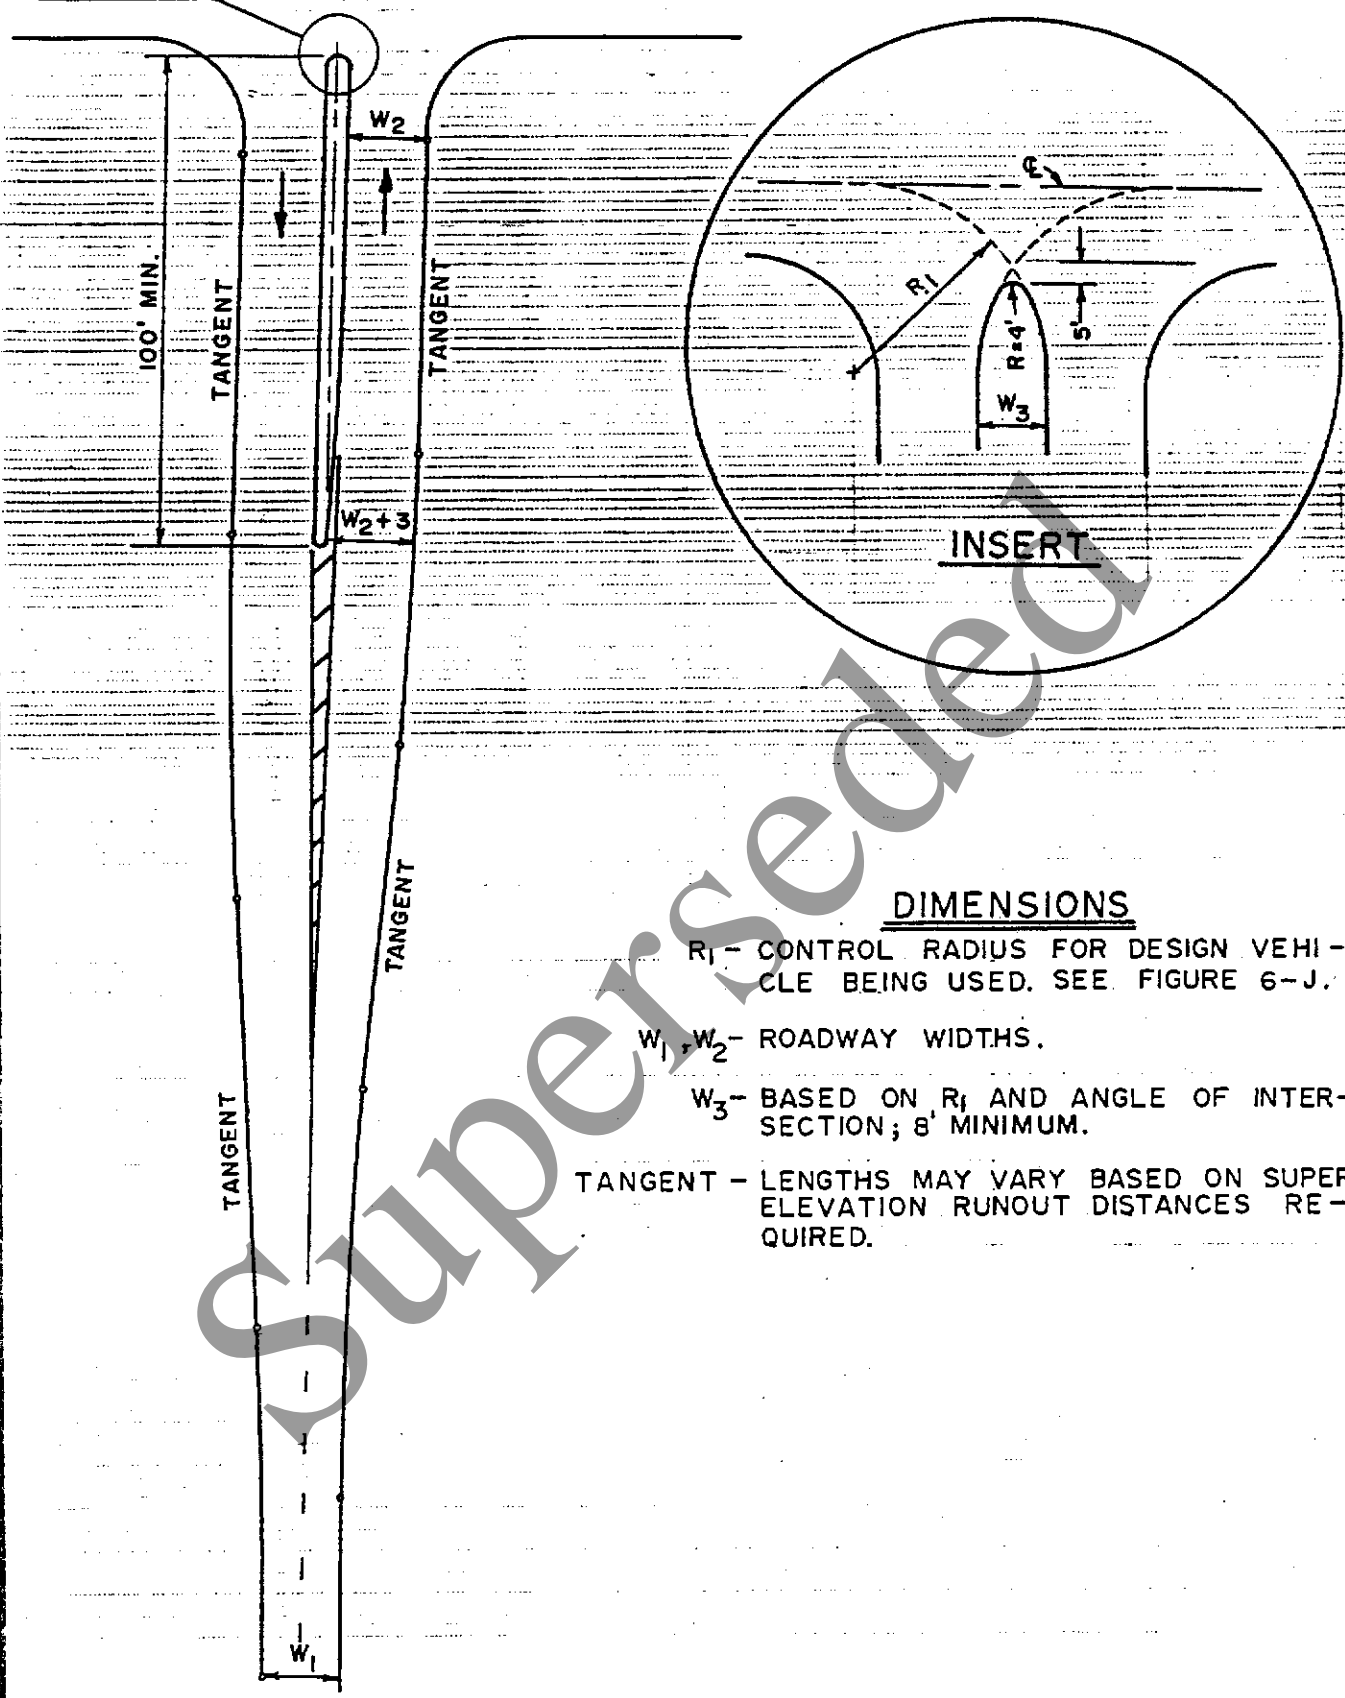 W2
100' MIN.
TANGENT
TANGENT
W2+3
TANGENT
TANGENT
W1
℄
R1
R=4'
5'
W3
INSERT
DIMENSIONS
R1 – CONTROL RADIUS FOR DESIGN VEHI-
CLE BEING USED. SEE FIGURE 6-J.
W1, W2 – ROADWAY WIDTHS.
W3 – BASED ON R1 AND ANGLE OF INTER-
SECTION; 8' MINIMUM.
TANGENT – LENGTHS MAY VARY BASED ON SUPER
ELEVATION RUNOUT DISTANCES RE-
QUIRED.
Superseded